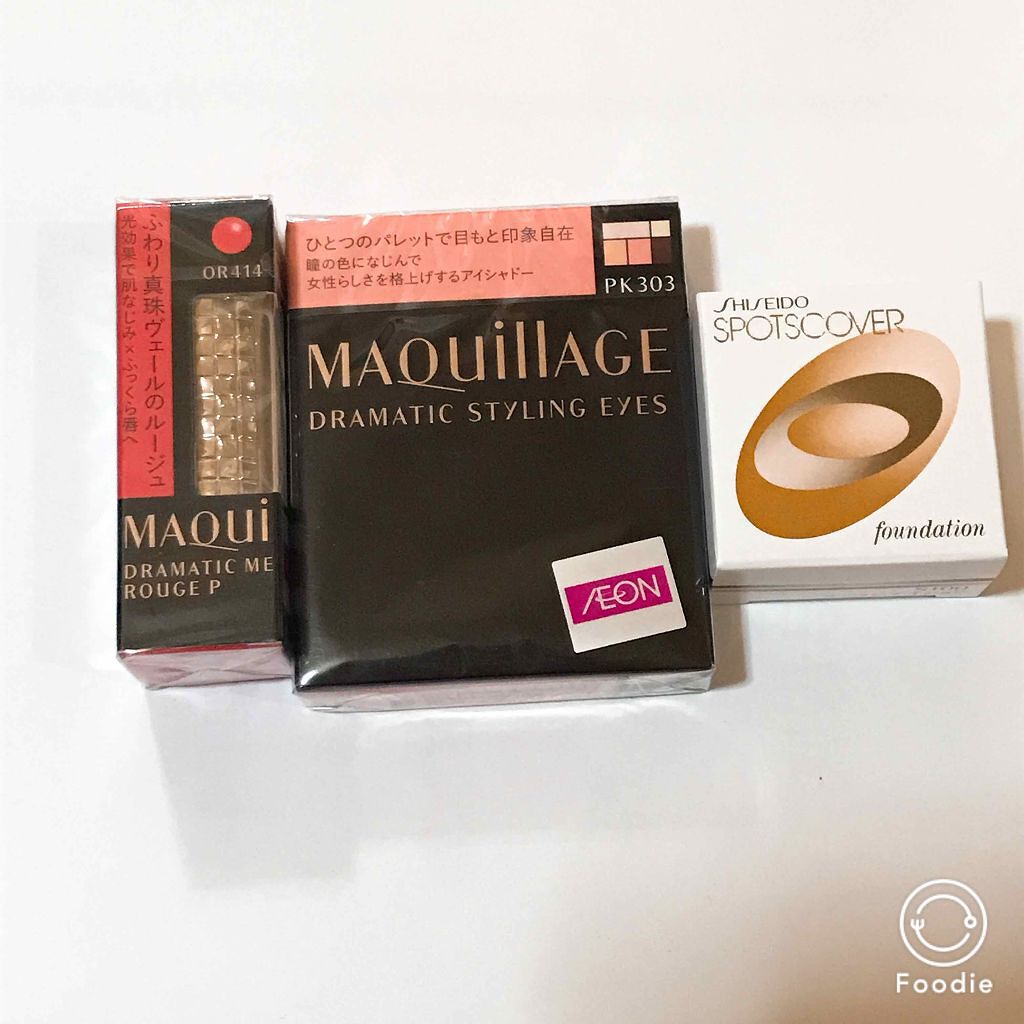 ふわり真珠ヴェールのルージュ
光効果で肌なじみ×ふっくら唇へ
OR414
MAQUI
DRAMATIC ME
ROUGE P
ひとつのパレットで目もと印象自在
瞳の色になじんで
女性らしさを格上げするアイシャドー
PK303
MAQUillAGE
DRAMATIC STYLING EYES
ÆON
SHISEIDO
SPOTSCOVER
foundation
Foodie